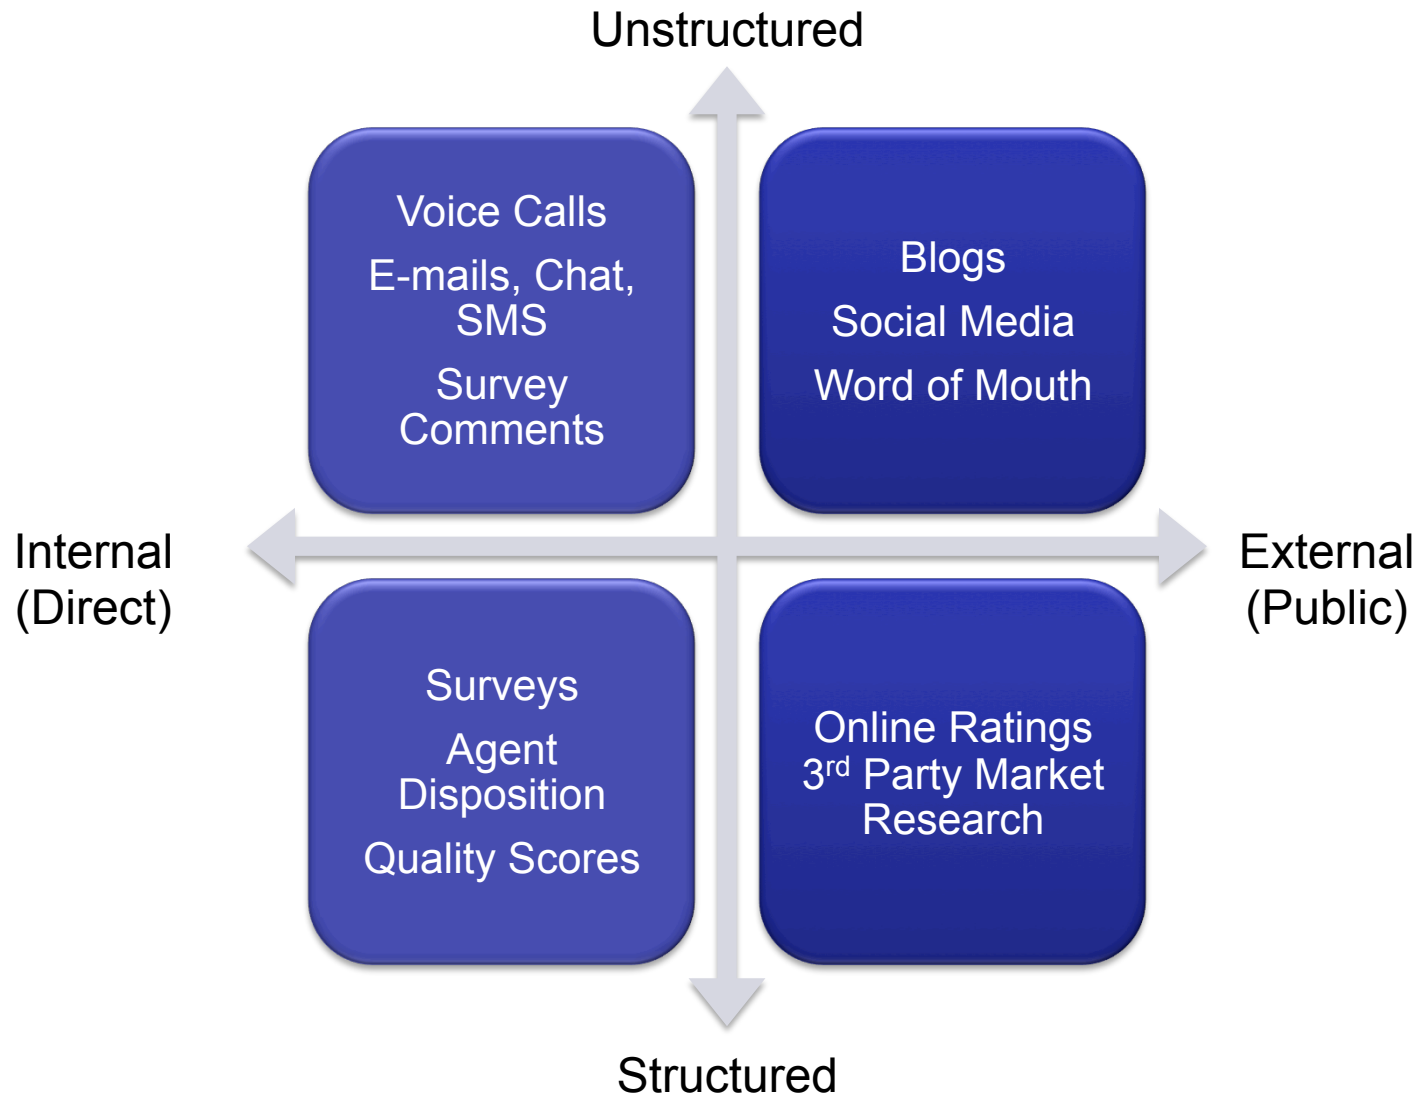 Unstructured
Voice Calls
E-mails, Chat,
SMS
Survey
Comments
Blogs
Social Media
Word of Mouth
Internal
(Direct)
External
(Public)
Surveys
Agent
Disposition
Quality Scores
Online Ratings
3rd Party Market
Research
Structured